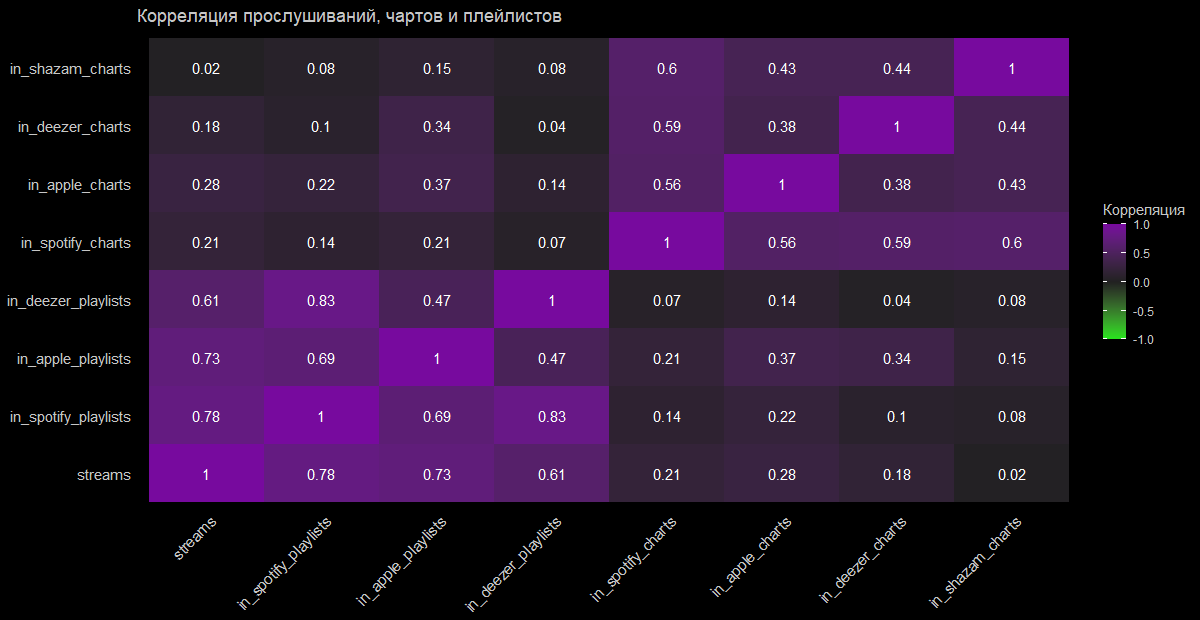 Корреляция прослушиваний, чартов и плейлистов
in_shazam_charts 0.02 0.08 0.15 0.08 0.6 0.43 0.44 1
in_deezer_charts 0.18 0.1 0.34 0.04 0.59 0.38 1 0.44
in_apple_charts 0.28 0.22 0.37 0.14 0.56 1 0.38 0.43
in_spotify_charts 0.21 0.14 0.21 0.07 1 0.56 0.59 0.6
in_deezer_playlists 0.61 0.83 0.47 1 0.07 0.14 0.04 0.08
in_apple_playlists 0.73 0.69 1 0.47 0.21 0.37 0.34 0.15
in_spotify_playlists 0.78 1 0.69 0.83 0.14 0.22 0.1 0.08
streams 1 0.78 0.73 0.61 0.21 0.28 0.18 0.02
streams
in_spotify_playlists
in_apple_playlists
in_deezer_playlists
in_spotify_charts
in_apple_charts
in_deezer_charts
in_shazam_charts
Корреляция
1.0
0.5
0.0
-0.5
-1.0